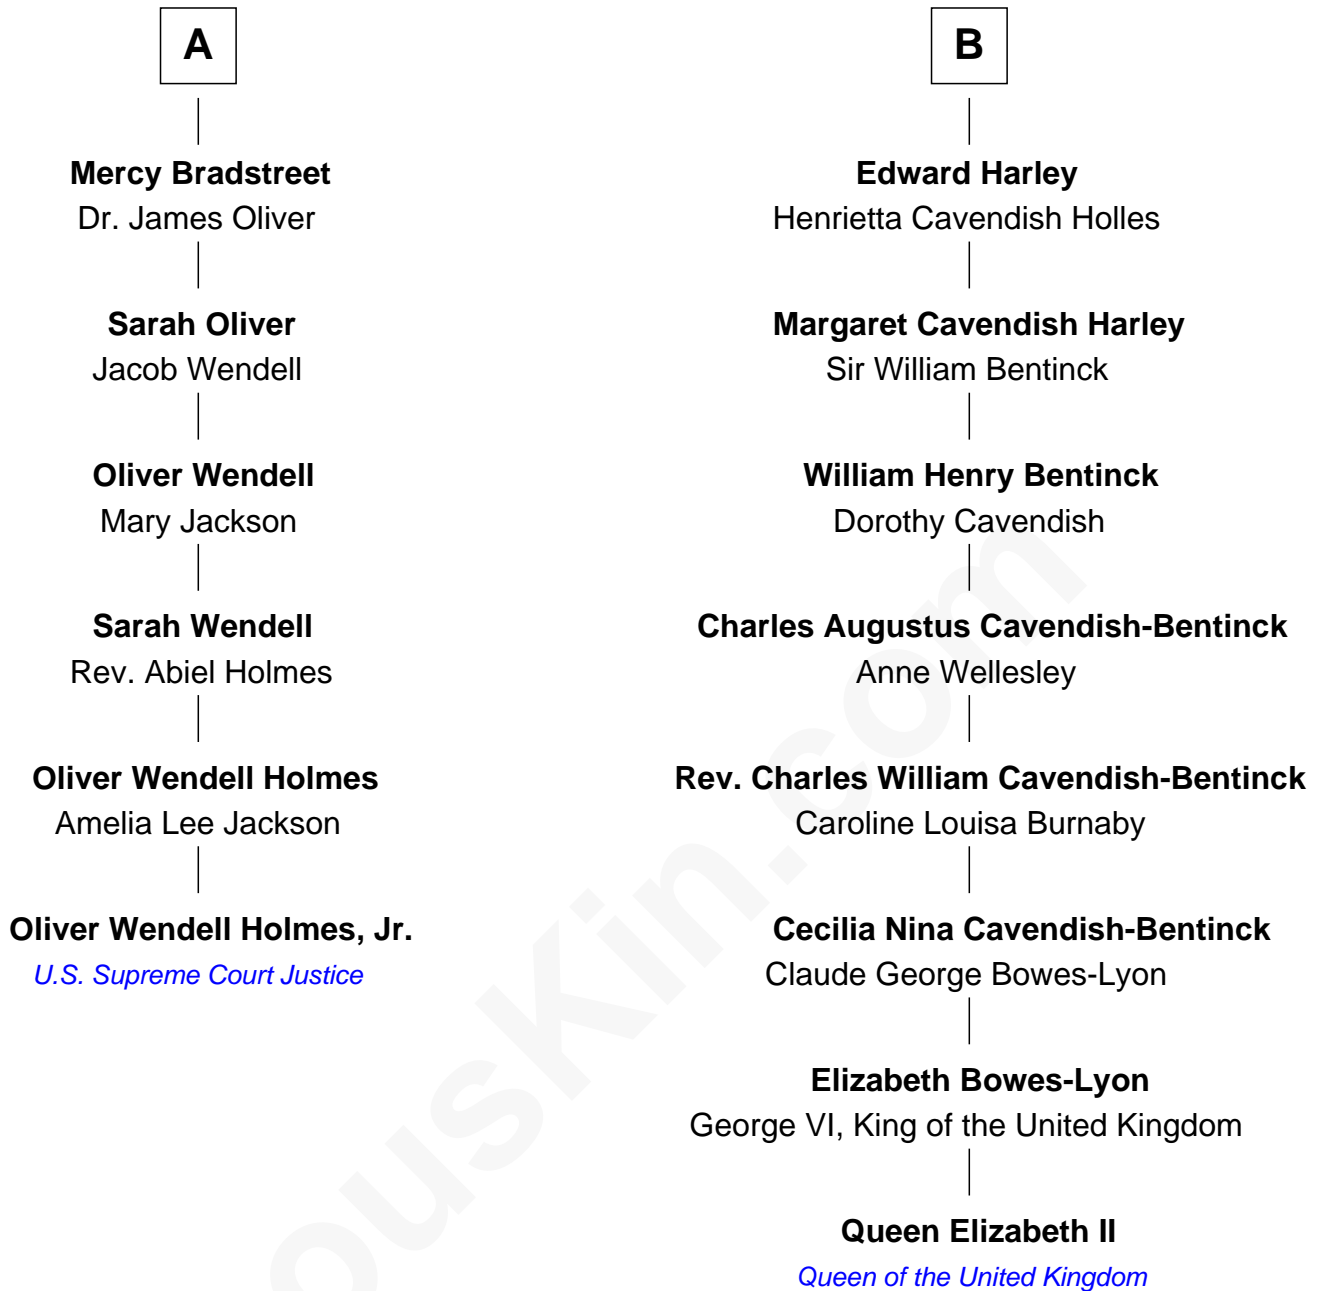 A
Mercy Bradstreet
Dr. James Oliver
Sarah Oliver
Jacob Wendell
Oliver Wendell
Mary Jackson
Sarah Wendell
Rev. Abiel Holmes
Oliver Wendell Holmes
Amelia Lee Jackson
Oliver Wendell Holmes, Jr.
U.S. Supreme Court Justice
B
Edward Harley
Henrietta Cavendish Holles
Margaret Cavendish Harley
Sir William Bentinck
William Henry Bentinck
Dorothy Cavendish
Charles Augustus Cavendish-Bentinck
Anne Wellesley
Rev. Charles William Cavendish-Bentinck
Caroline Louisa Burnaby
Cecilia Nina Cavendish-Bentinck
Claude George Bowes-Lyon
Elizabeth Bowes-Lyon
George VI, King of the United Kingdom
Queen Elizabeth II
Queen of the United Kingdom
ousKin.com